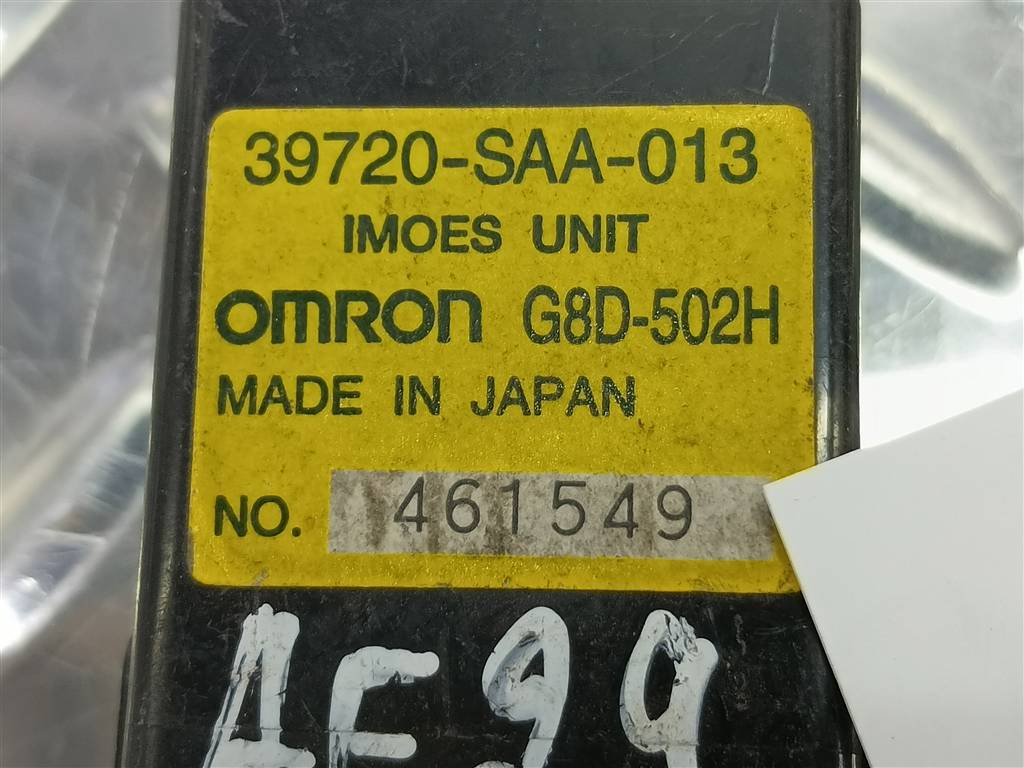 39720-SAA-013
IMOES UNIT
omron G8D-502H
MADE IN JAPAN
NO. 461549